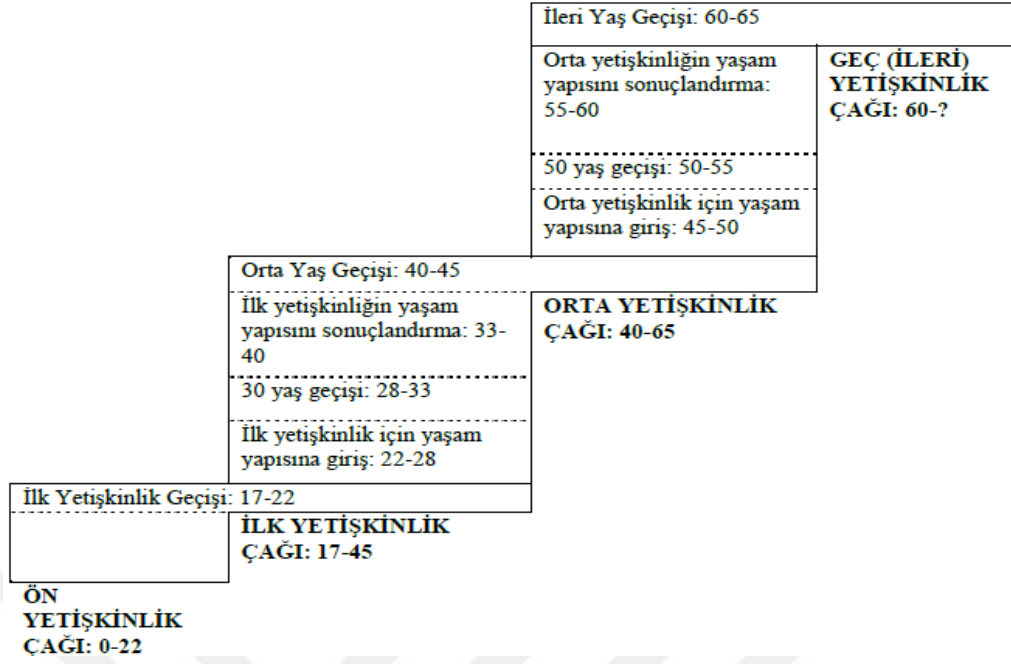 İleri Yaş Geçişi: 60-65
Orta yetişkinliğin yaşam
yapısını sonuçlandırma:
55-60
GEÇ (İLERİ)
YETİŞKİNLİK
ÇAĞI: 60-?
50 yaş geçişi: 50-55
Orta yetişkinlik için yaşam
yapısına giriş: 45-50
Orta Yaş Geçişi: 40-45
İlk yetişkinliğin yaşam
yapısını sonuçlandırma: 33-
40
ORTA YETİŞKİNLİK
ÇAĞI: 40-65
30 yaş geçişi: 28-33
İlk yetişkinlik için yaşam
yapısına giriş: 22-28
İlk Yetişkinlik Geçişi: 17-22
İLK YETİŞKİNLİK
ÇAĞI: 17-45
ÖN
YETİŞKİNLİK
ÇAĞI: 0-22